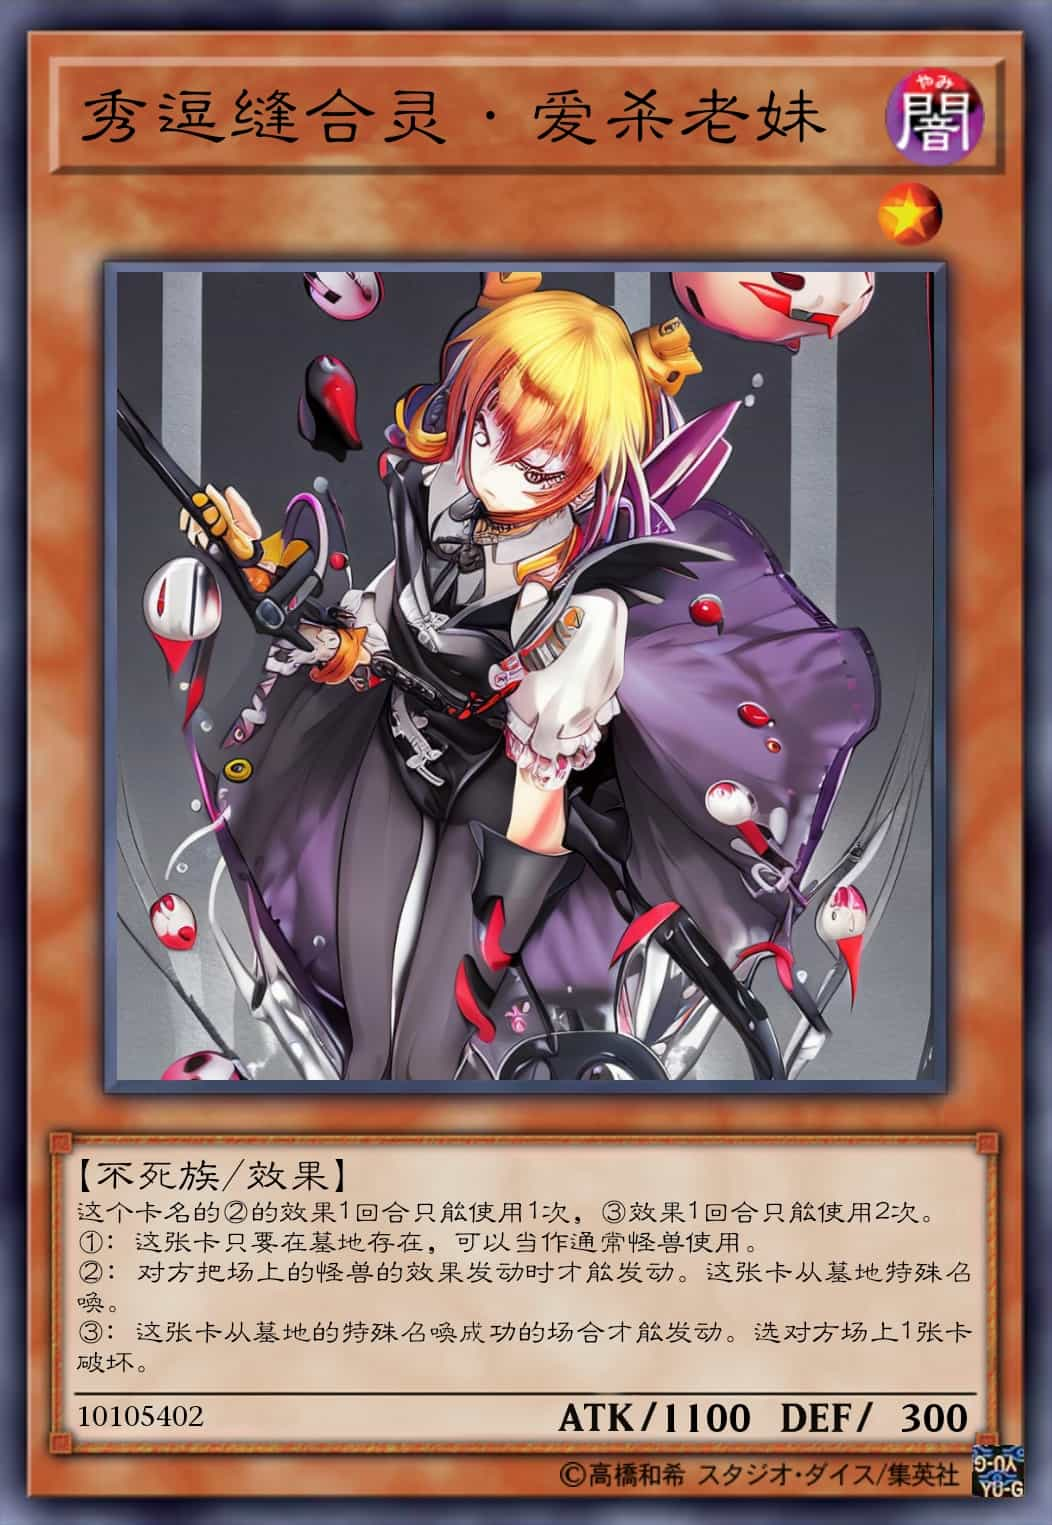 秀逗缝合灵·爱杀老妹
やみ
闇
【不死族/效果】
这个卡名的②的效果1回合只能使用1次，③效果1回合只能使用2次。
①：这张卡只要在墓地存在，可以当作通常怪兽使用。
②：对方把场上的怪兽的效果发动时才能发动。这张卡从墓地特殊召
唤。
③：这张卡从墓地的特殊召唤成功的场合才能发动。选对方场上1张卡
破坏。
10105402 ATK/1100 DEF/ 300
©高橋和希 スタジオ・ダイス/集英社
YU-G
YU-G